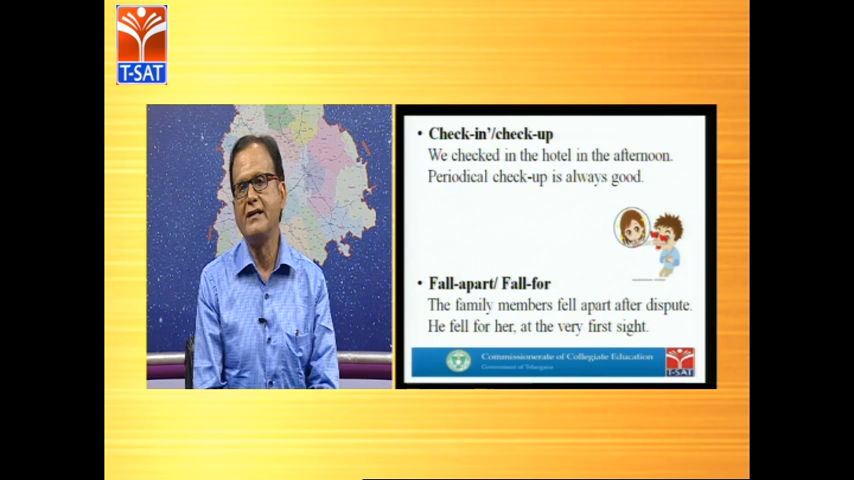 T-SAT
• Check-in’/check-up
We checked in the hotel in the afternoon.
Periodical check-up is always good.
• Fall-apart/ Fall-for
The family members fell apart after dispute.
He fell for her, at the very first sight.
Commissionerate of Collegiate Education
Government of Telangana
T-SAT